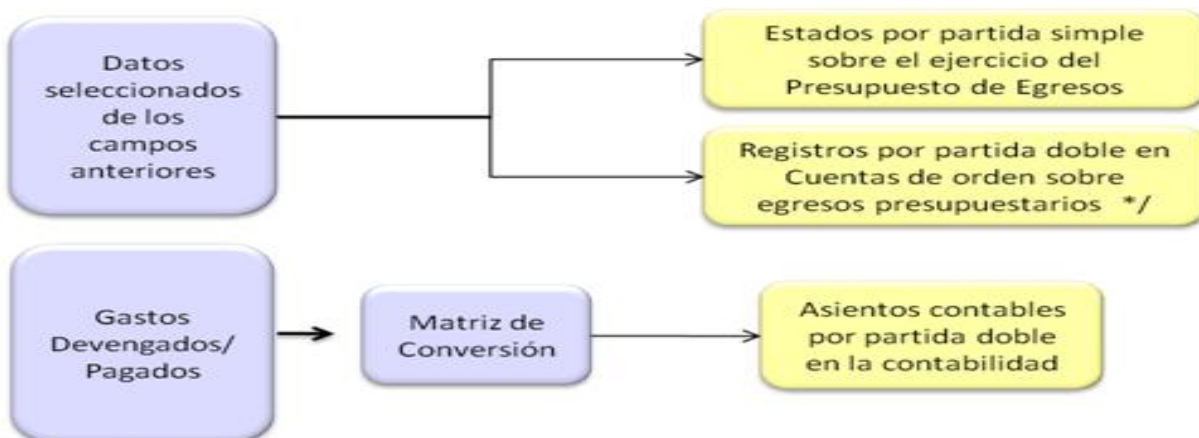 Datos
seleccionados
de los
campos
anteriores
Estados por partida simple
sobre el ejercicio del
Presupuesto de Egresos
Registros por partida doble en
Cuentas de orden sobre
egresos presupuestarios */
Gastos
Devengados/
Pagados
Matriz de
Conversión
Asientos contables
por partida doble
en la contabilidad